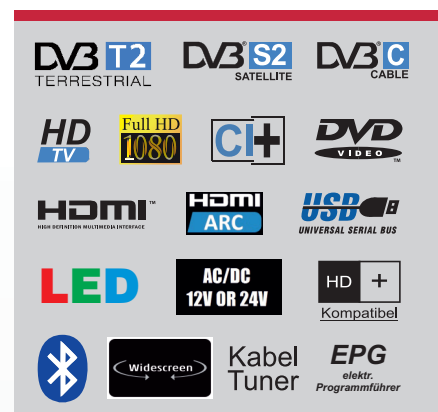 DVB T2
TERRESTRIAL
DVB S2
SATELLITE
DVB C
CABLE
HD
TV
Full HD
1080
CI+
DVD
VIDEO
HDMI™
HIGH DEFINITION MULTIMEDIA INTERFACE
HDMI
ARC
USB
UNIVERSAL SERIAL BUS
LED
AC/DC
12V OR 24V
HD +
Kompatibel
Widescreen
Kabel
Tuner
EPG
elektr.
Programmführer